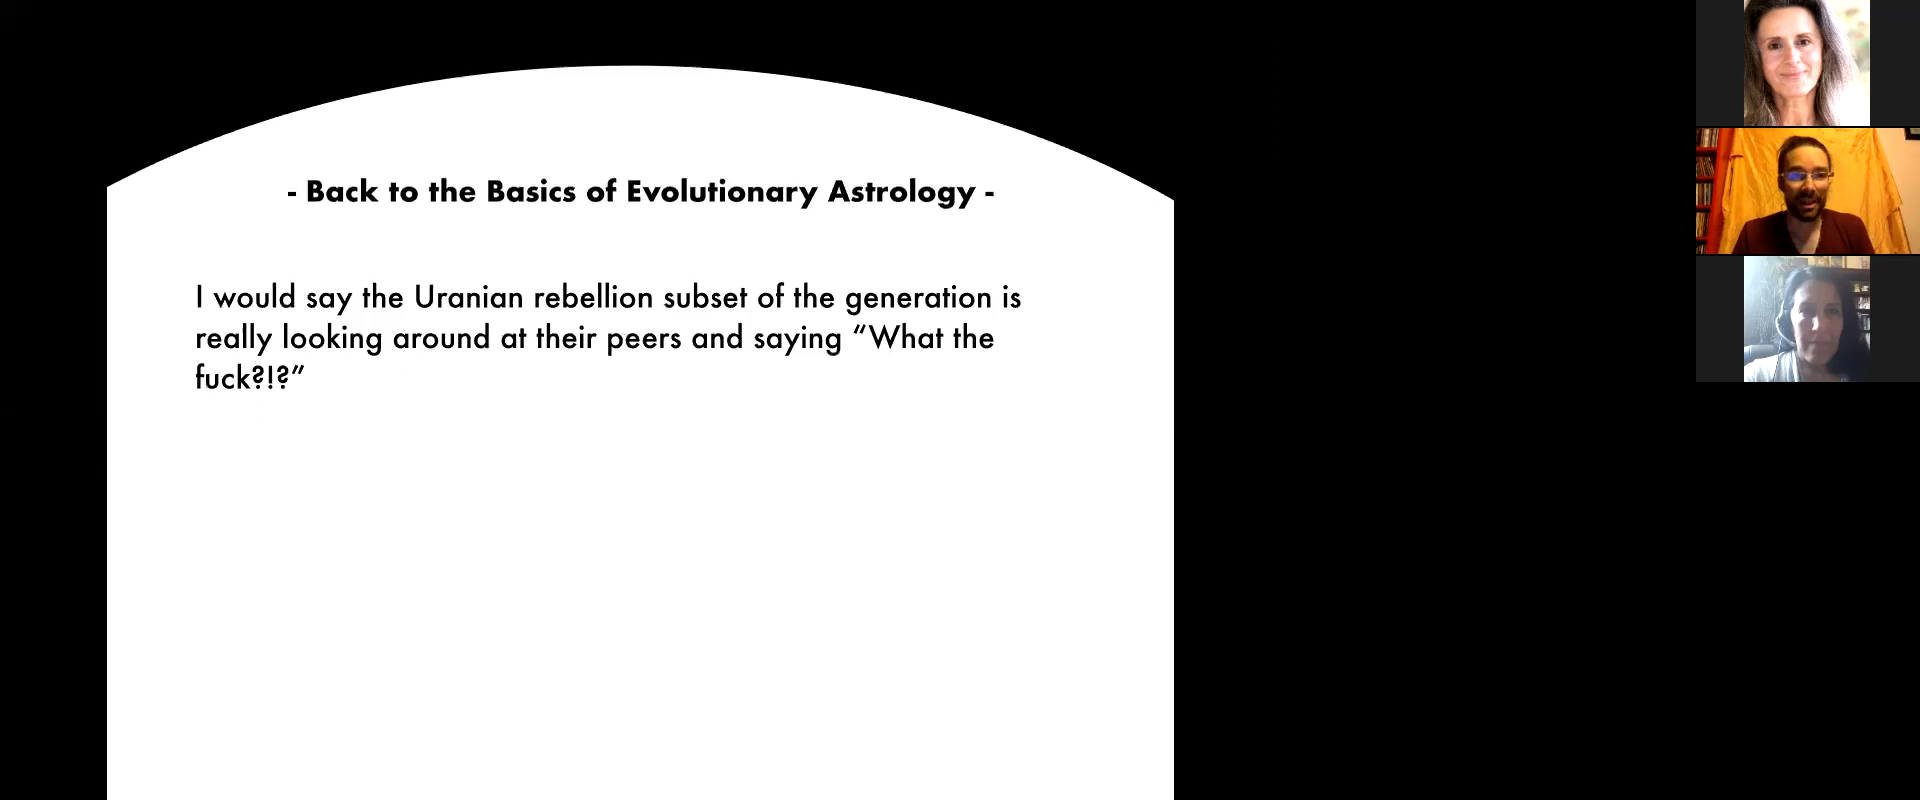 - Back to the Basics of Evolutionary Astrology -
I would say the Uranian rebellion subset of the generation is
really looking around at their peers and saying “What the
fuck?!?”